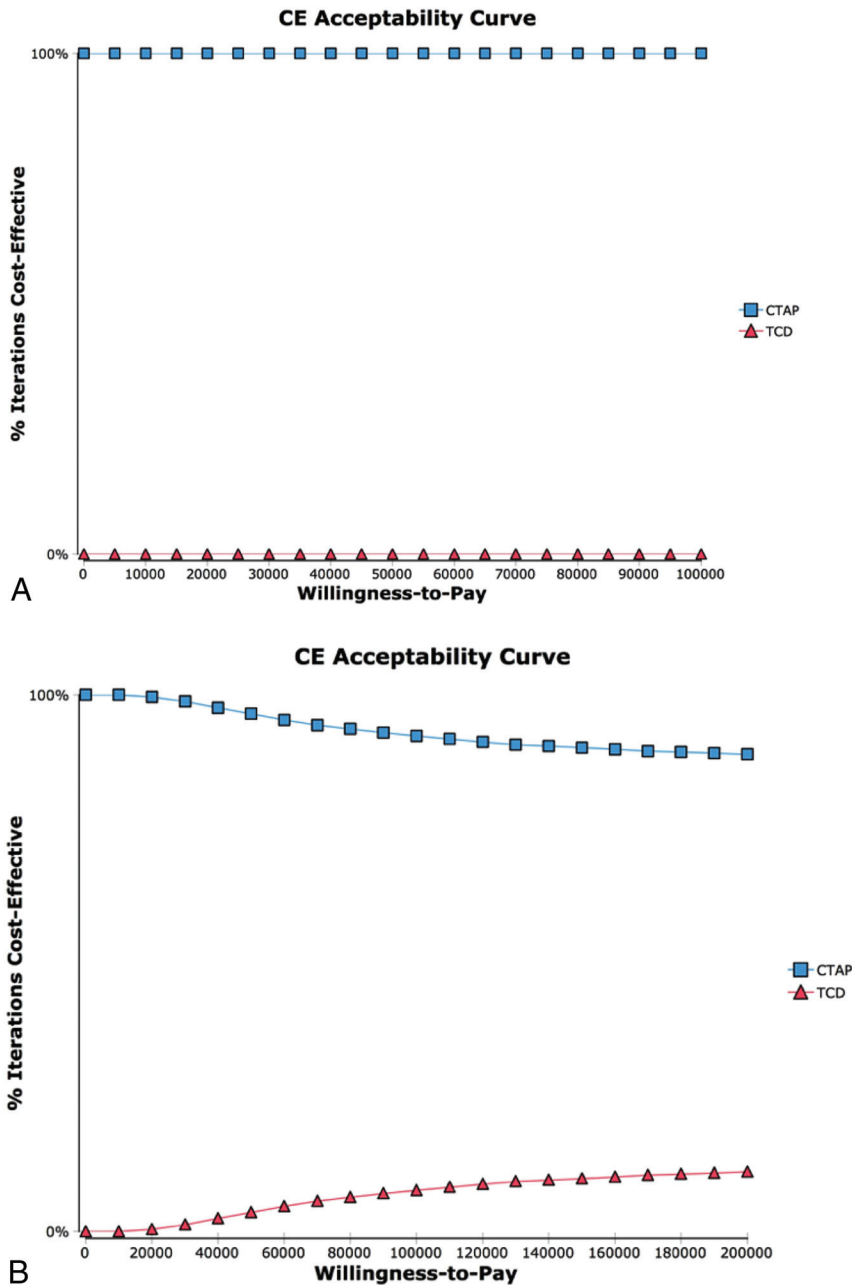 CE Acceptability Curve
100%
% Iterations Cost-Effective
CTAP
TCD
0%
0 10000 20000 30000 40000 50000 60000 70000 80000 90000 100000
Willingness-to-Pay
A
CE Acceptability Curve
100%
% Iterations Cost-Effective
CTAP
TCD
0%
0 20000 40000 60000 80000 100000 120000 140000 160000 180000 200000
Willingness-to-Pay
B